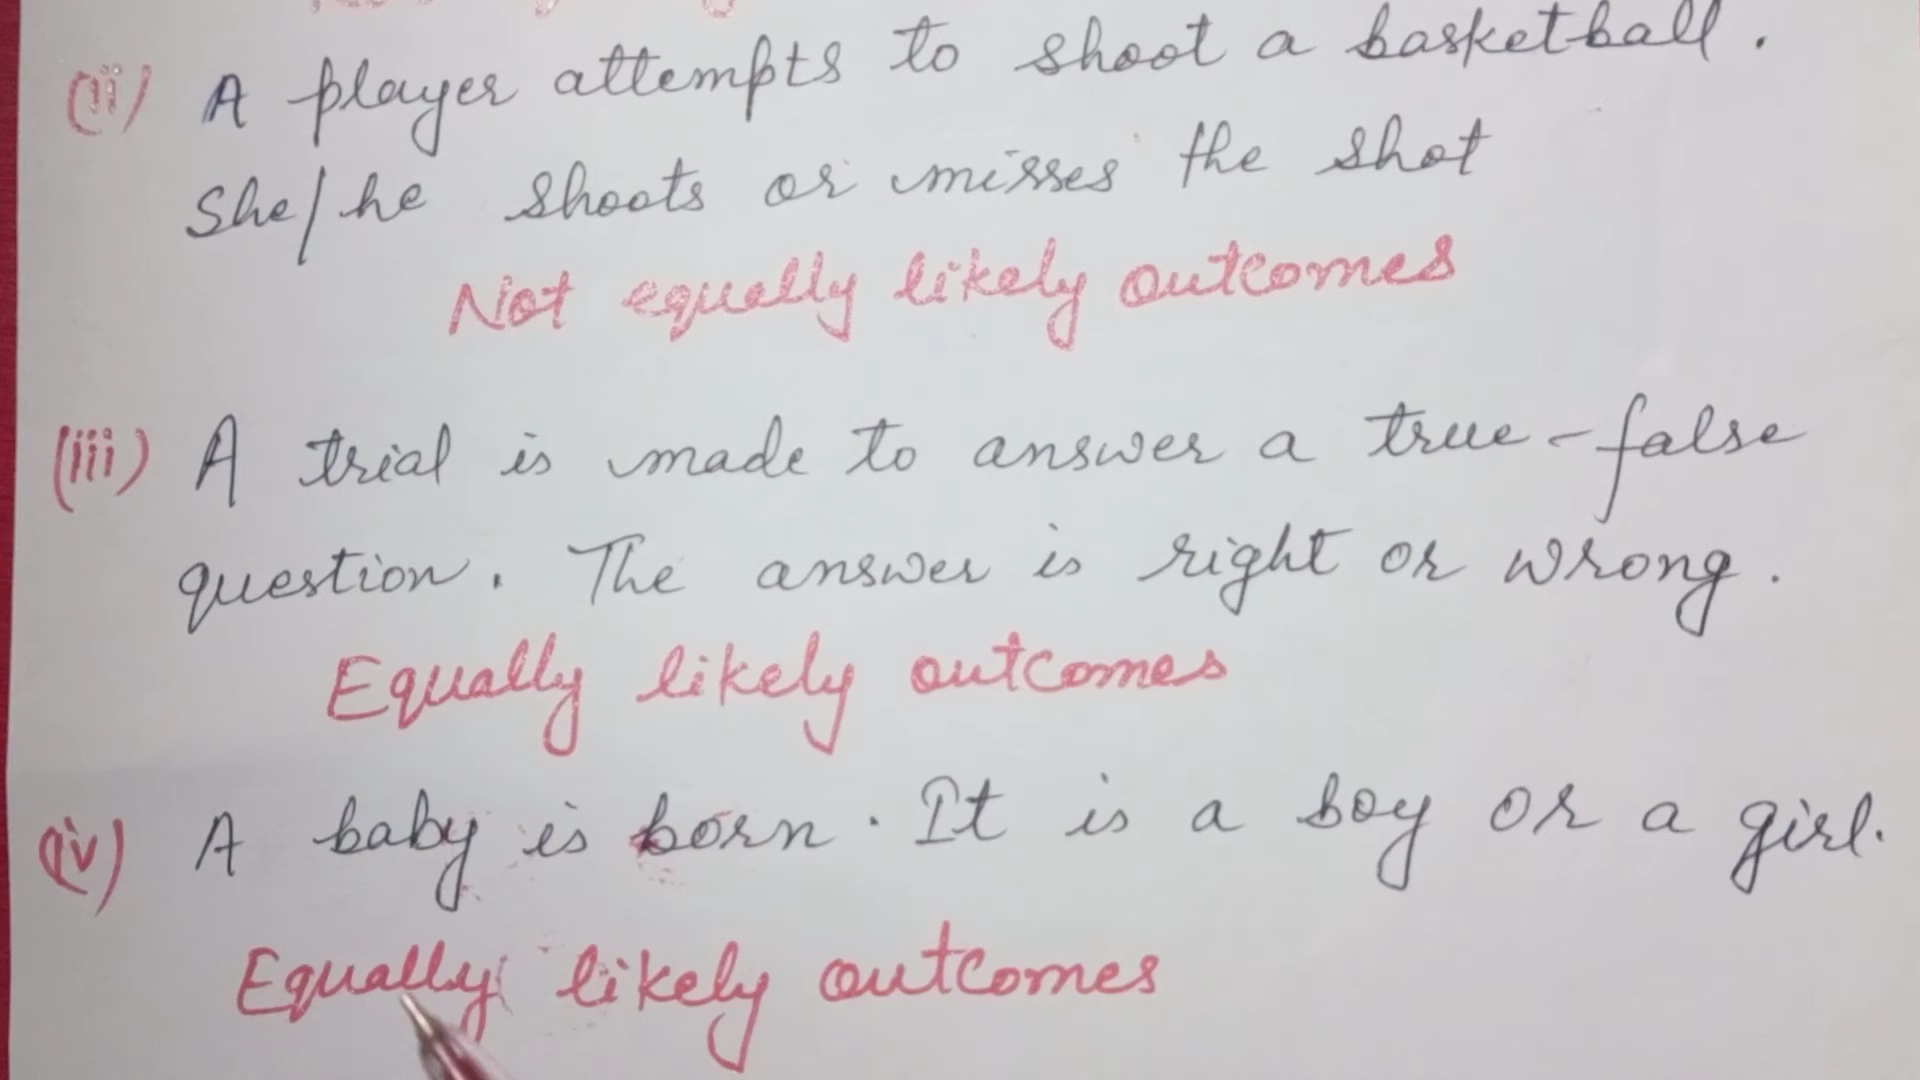 (ii) A player attempts to shoot a basketball.
She/he shoots or misses the shot
Not equally likely outcomes
(iii) A trial is made to answer a true-false
question. The answer is right or wrong.
Equally likely outcomes
(iv) A baby is born. It is a boy or a girl.
Equally likely outcomes